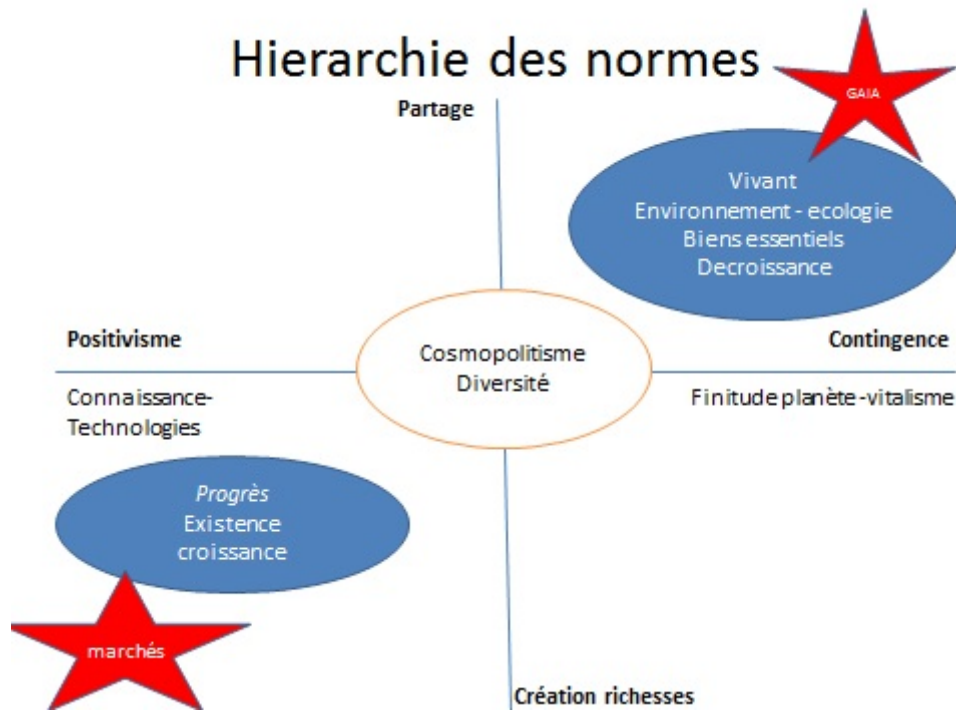 Hierarchie des normes
Partage
GAIA
Vivant
Environnement - ecologie
Biens essentiels
Decroissance
Positivisme
Contingence
Cosmopolitisme
Diversité
Connaissance-
Technologies
Finitude planète -vitalisme
Progrès
Existence
croissance
marchés
Création richesses